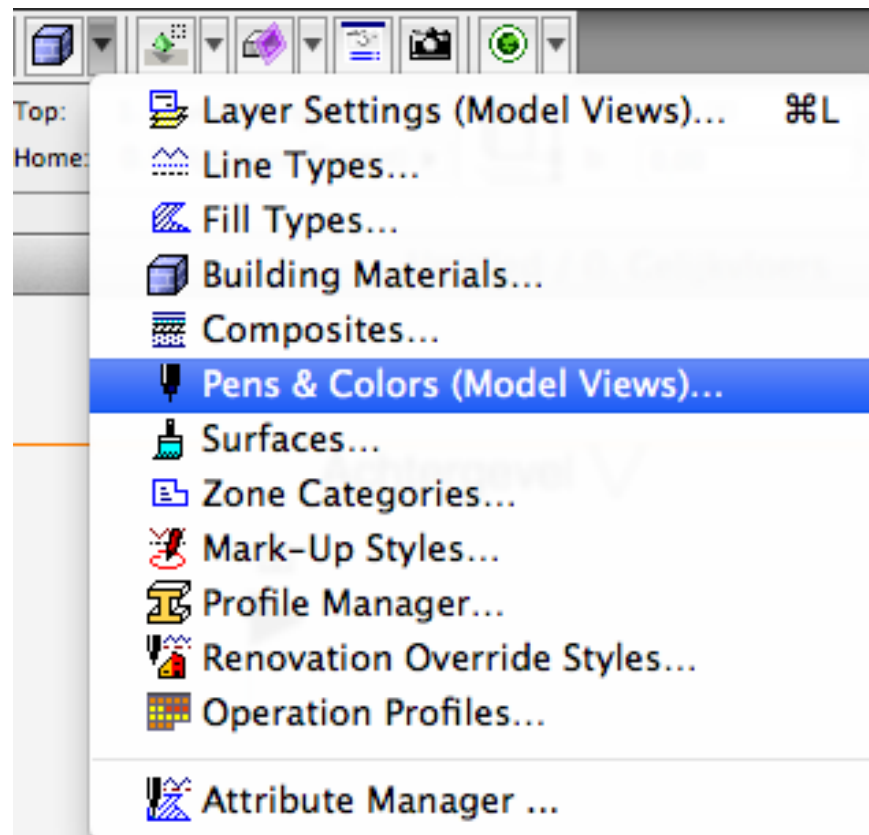 Top:
Layer Settings (Model Views)... ⌘L
Home:
Line Types...
Fill Types...
Building Materials...
Composites...
Pens & Colors (Model Views)...
Surfaces...
Achtergevel
Zone Categories...
Mark-Up Styles...
Profile Manager...
Renovation Override Styles...
Operation Profiles...
Attribute Manager ...